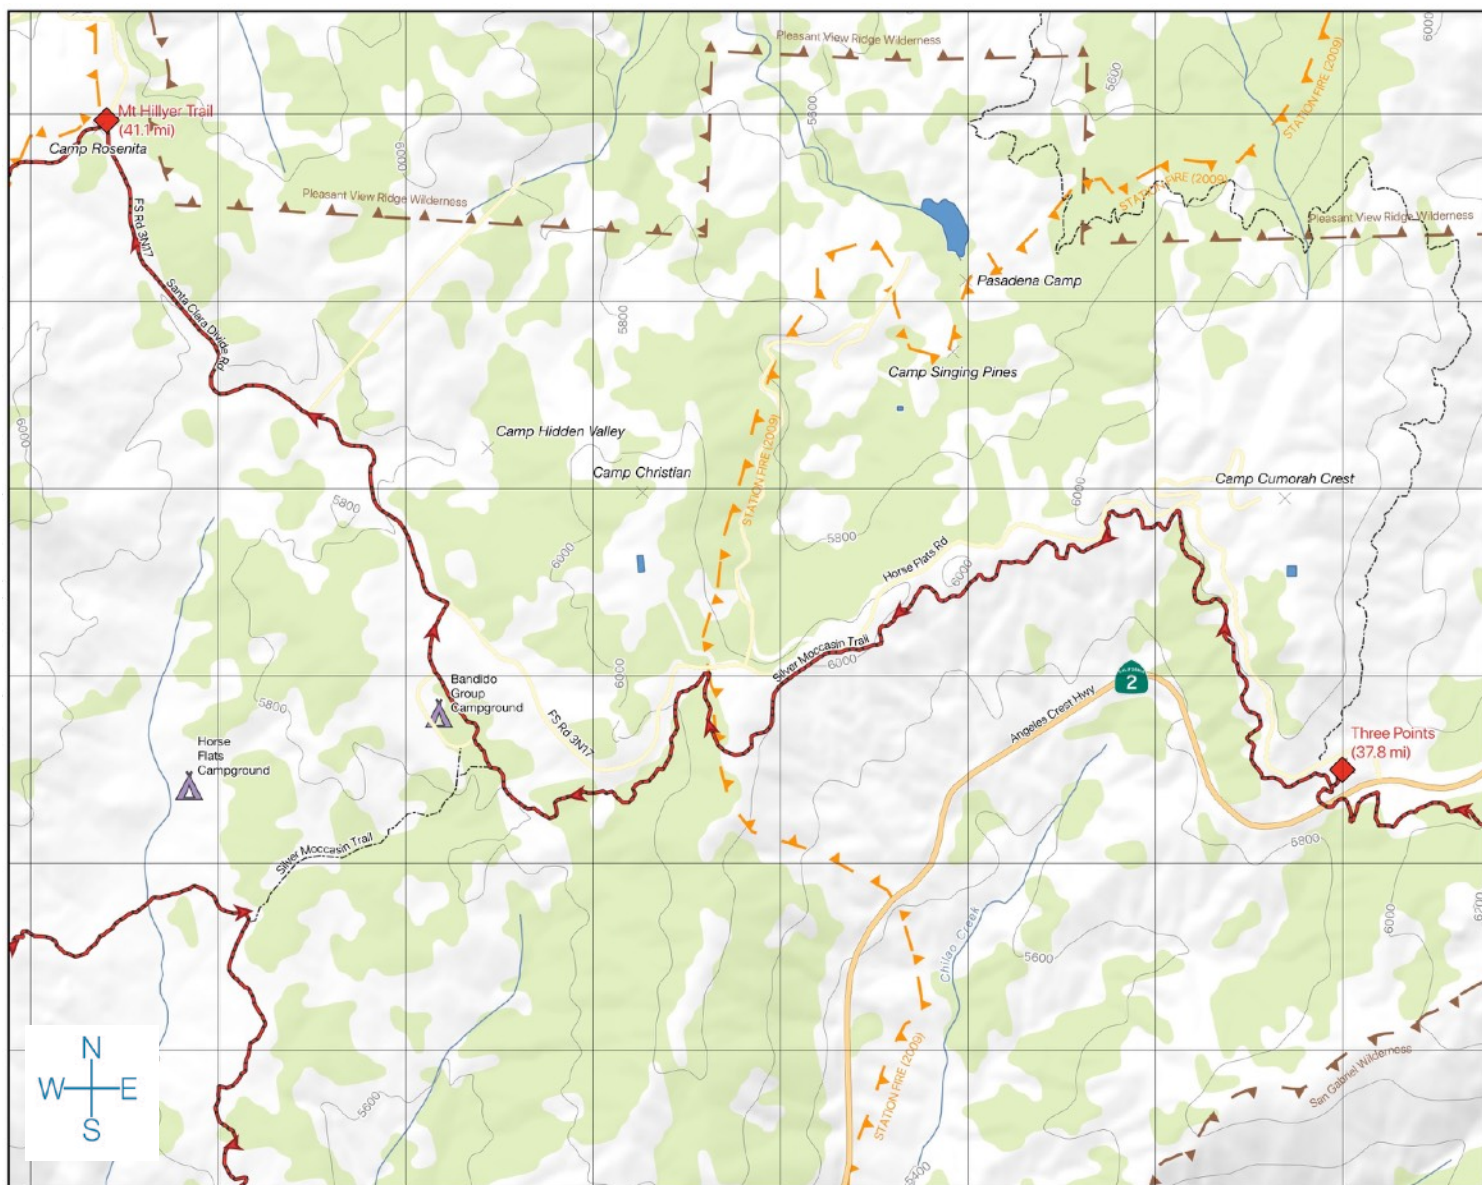 Pleasant View Ridge Wilderness
6000
5600
STATION FIRE (2009)
Mt Hillyer Trail
(41.1 mi)
5800
Camp Rosenita
6000
STATION FIRE (2009)
Pleasant View Ridge Wilderness
FS Rd 3N17
Pleasant View Ridge Wilderness
Pasadena Camp
Santa Clara Divide Rd
5800
Camp Singing Pines
6000
Camp Hidden Valley
Camp Christian
STATION FIRE (2009)
Camp Cumorah Crest
6000
5800
5800
6000
Horse Flats Rd
6000
Silver Moccasin Trail
6000
6000
CALIFORNIA
2
Bandido
Group
Campground
5800
Angeles Crest Hwy
FS Rd 3N17
Three Points
(37.8 mi)
Horse
Flats
Campground
Silver Moccasin Trail
5800
6000
6200
Chilao Creek
5600
STATION FIRE (2009)
San Gabriel Wilderness
5600
5400
N
W E
S